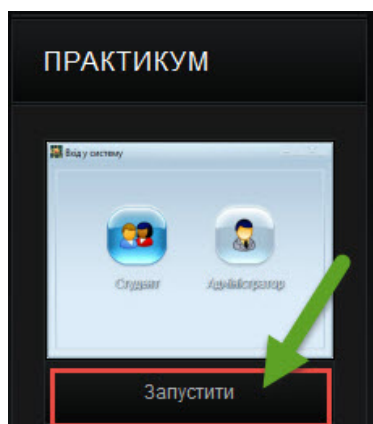 ПРАКТИКУМ
Вхід у систему
Студент
Адміністратор
Запустити